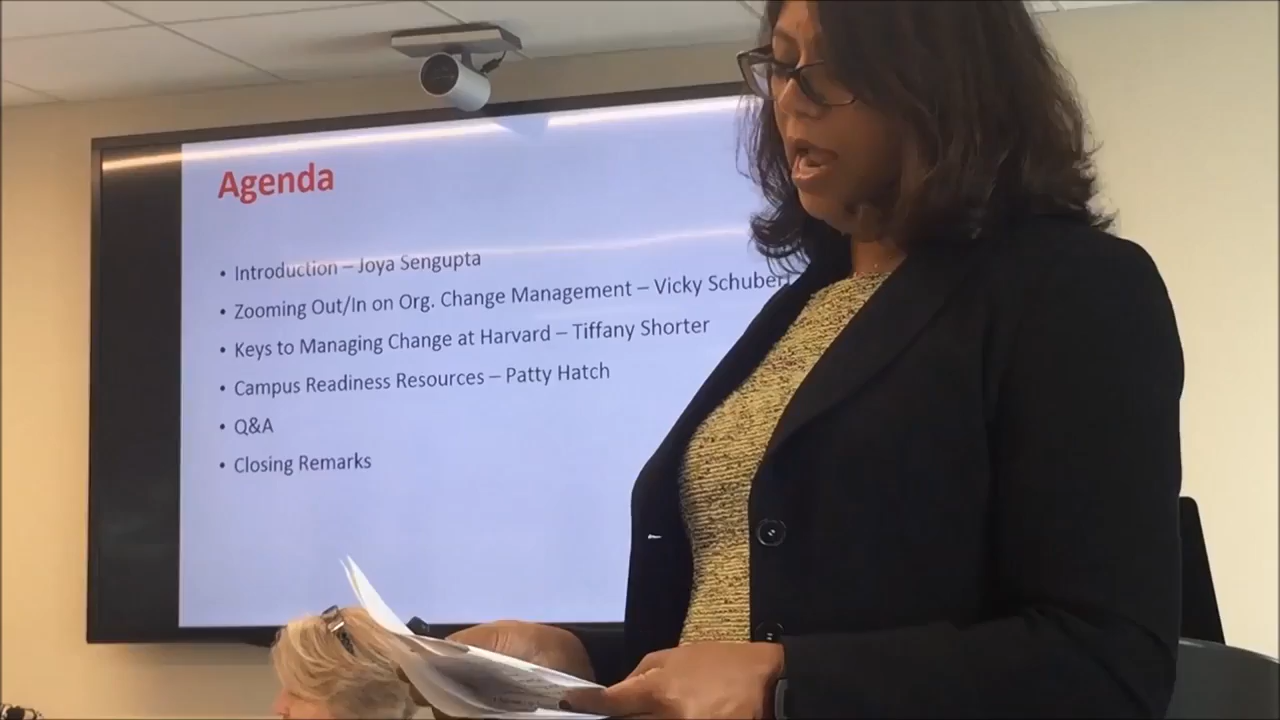 Agenda
• Introduction – Joya Sengupta
• Zooming Out/In on Org. Change Management – Vicky Schubert
• Keys to Managing Change at Harvard – Tiffany Shorter
• Campus Readiness Resources – Patty Hatch
• Q&A
• Closing Remarks